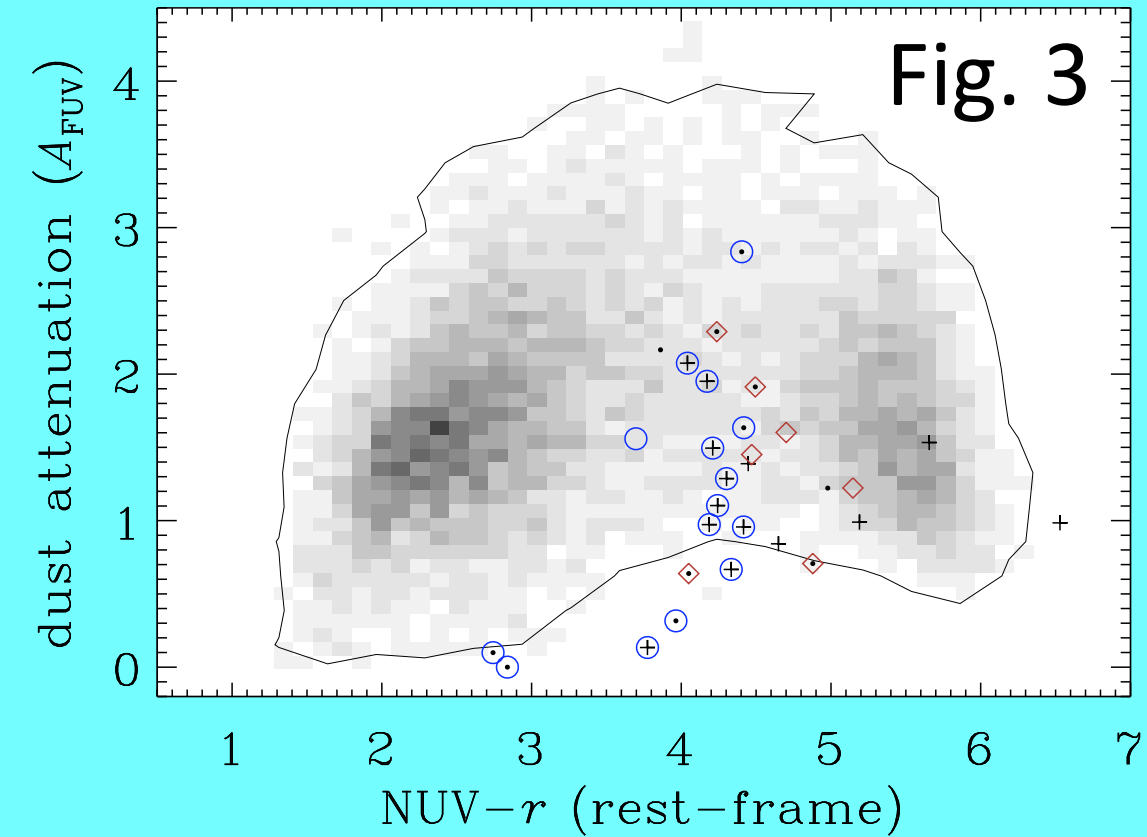 Fig. 3
dust attenuation (A_FUV)
4
3
2
1
0
1 2 3 4 5 6 7
NUV−r (rest−frame)